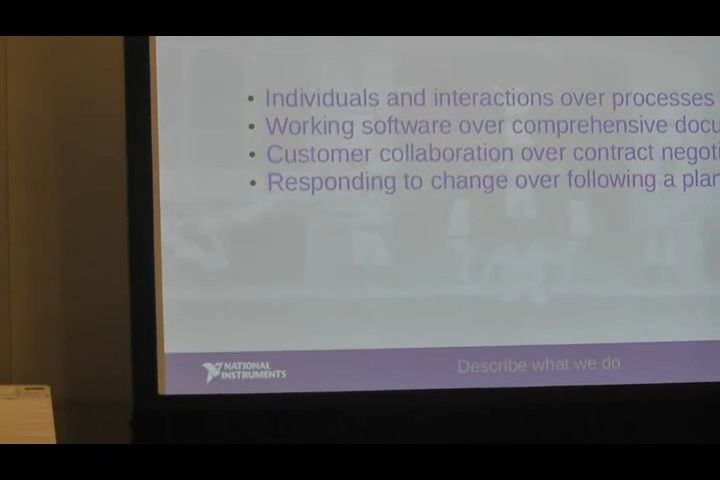 • Individuals and interactions over processes
• Working software over comprehensive docu
• Customer collaboration over contract negoti
• Responding to change over following a plan
NATIONAL
INSTRUMENTS
Describe what we do